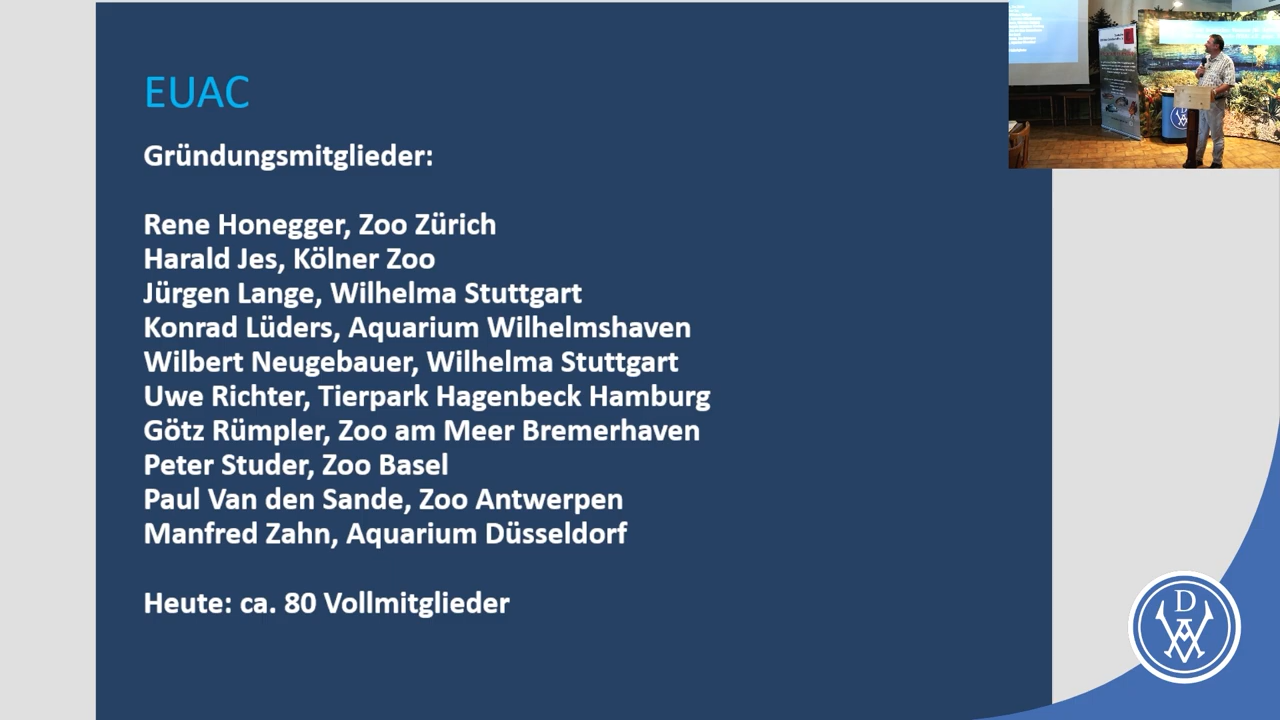 EUAC
Gründungsmitglieder:
Rene Honegger, Zoo Zürich
Harald Jes, Kölner Zoo
Jürgen Lange, Wilhelma Stuttgart
Konrad Lüders, Aquarium Wilhelmshaven
Wilbert Neugebauer, Wilhelma Stuttgart
Uwe Richter, Tierpark Hagenbeck Hamburg
Götz Rümpler, Zoo am Meer Bremerhaven
Peter Studer, Zoo Basel
Paul Van den Sande, Zoo Antwerpen
Manfred Zahn, Aquarium Düsseldorf
Heute: ca. 80 Vollmitglieder